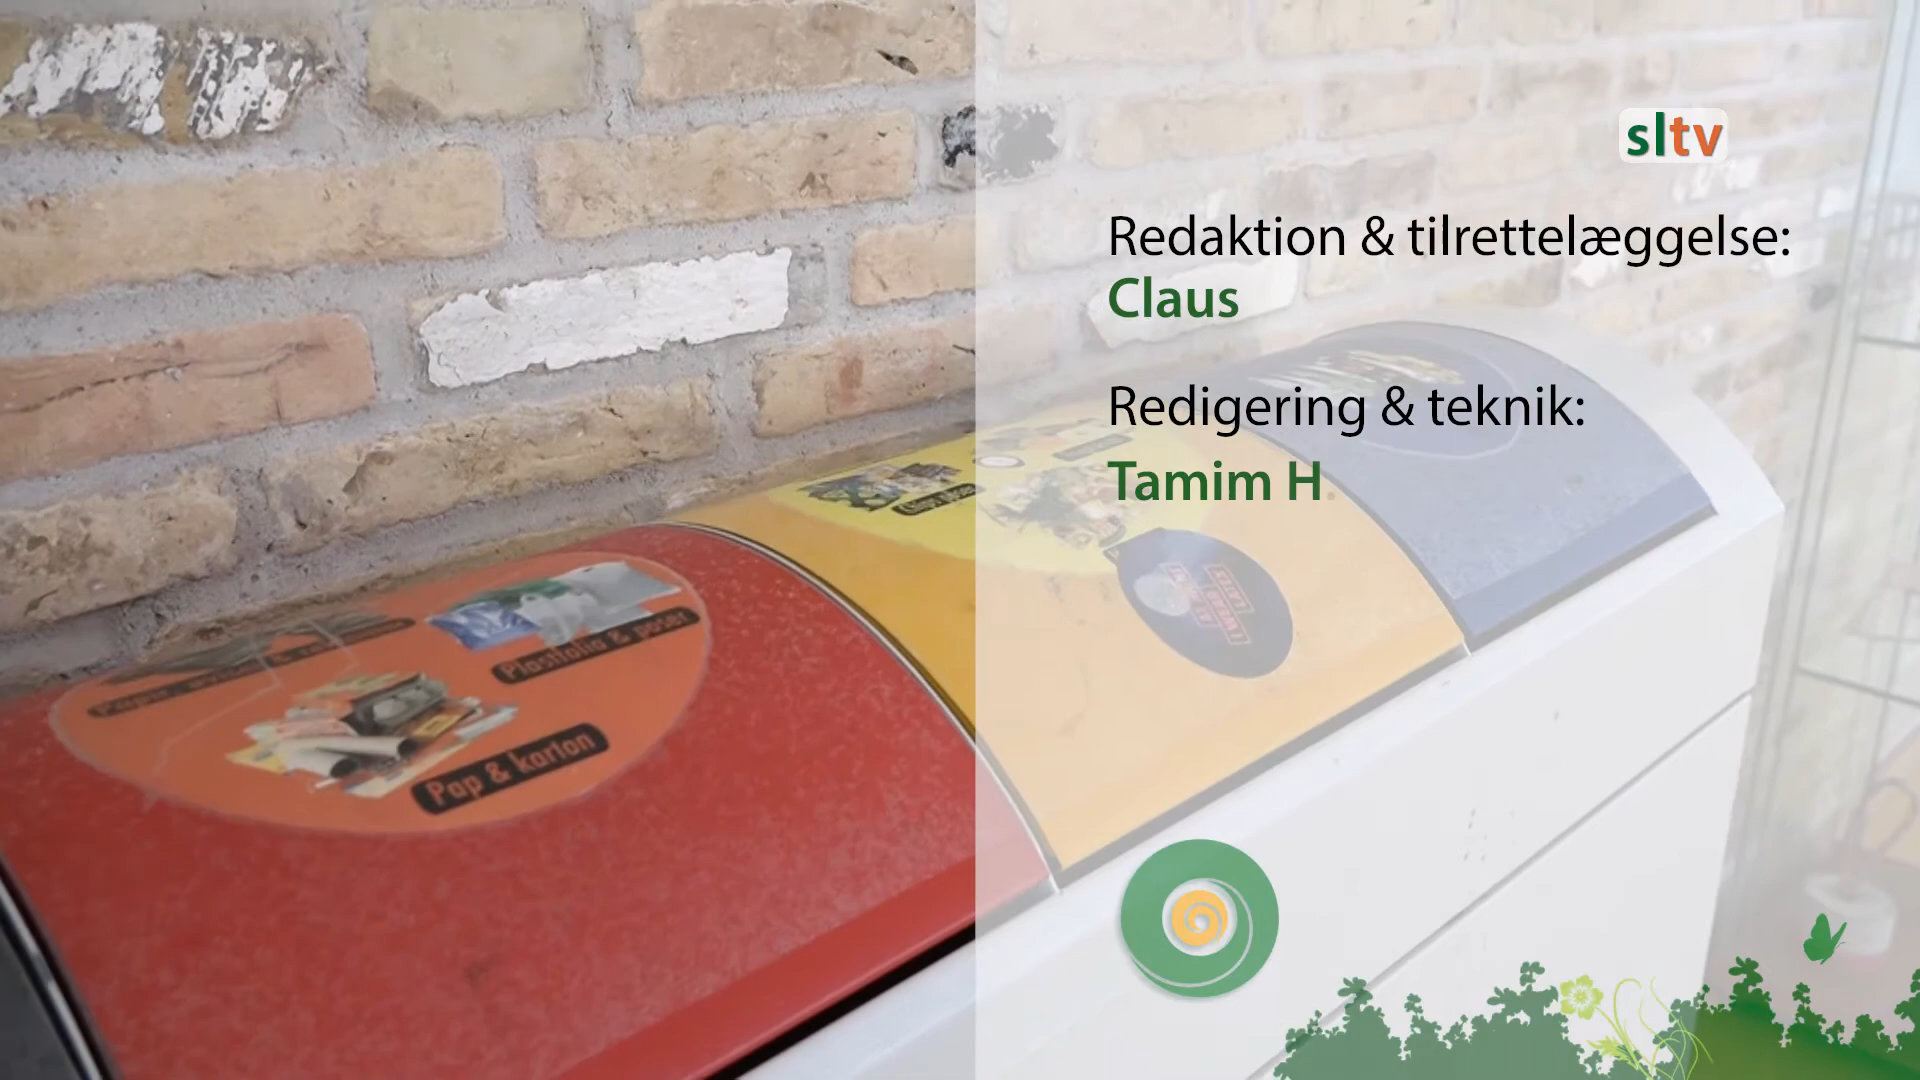 sltv
Redaktion & tilrettelæggelse:
Claus
Redigering & teknik:
Tamim H.
Plastfolie & poser
Pap & karton